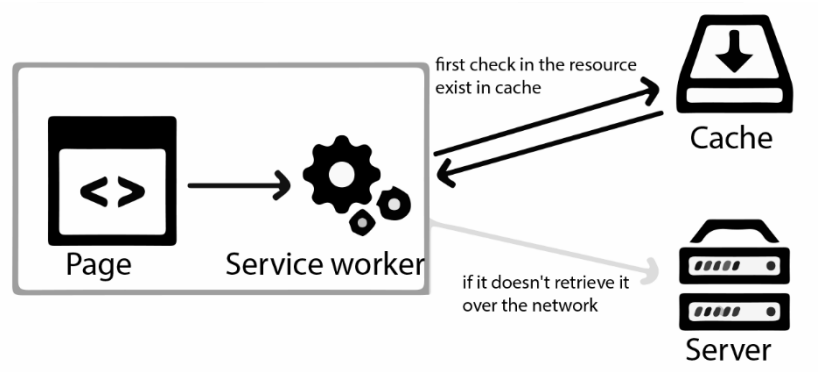 first check in the resource
exist in cache
Cache
< >
Page
Service worker
if it doesn't retrieve it
over the network
Server